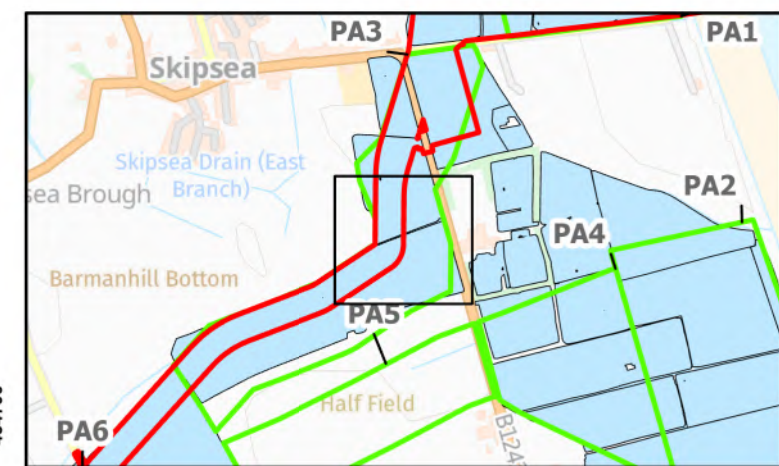 PA3
PA1
Skipsea
Skipsea Drain (East
Branch)
sea Brough
PA2
PA4
Barmanhill Bottom
PA5
Half Field
PA6
B124